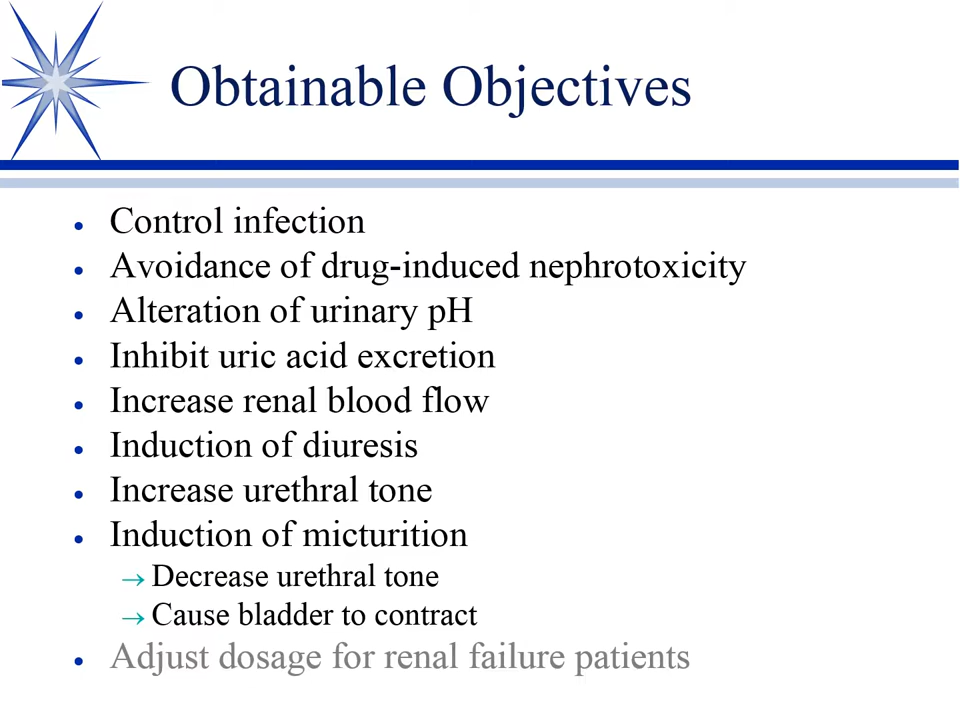 Obtainable Objectives
• Control infection
• Avoidance of drug-induced nephrotoxicity
• Alteration of urinary pH
• Inhibit uric acid excretion
• Increase renal blood flow
• Induction of diuresis
• Increase urethral tone
• Induction of micturition
→ Decrease urethral tone
→ Cause bladder to contract
• Adjust dosage for renal failure patients